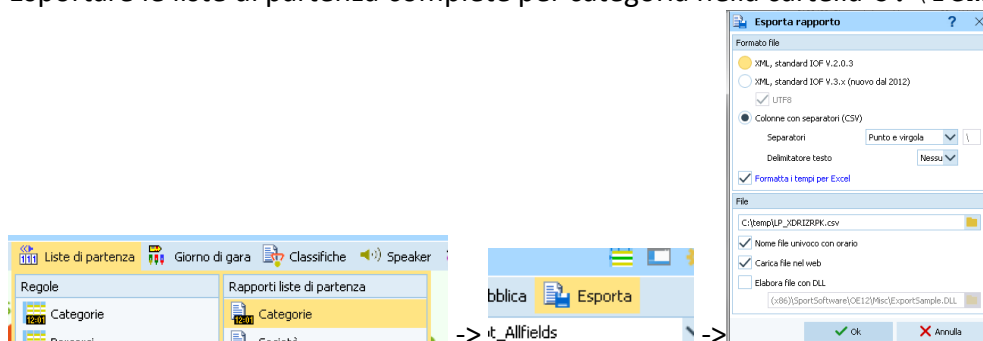 Esportare le liste di partenza complete per categoria nella cartella
Esporta rapporto ? ×
Formato file
XML, standard IOF V.2.0.3
XML, standard IOF V.3.x (nuovo dal 2012)
UTF8
Colonne con separatori (CSV)
Separatori Punto e virgola \
Delimitatore testo Nessu
Formatta i tempi per Excel
File
C:\temp\LP_XDRIZRPK.csv
Nome file univoco con orario
Carica file nel web
Elabora file con DLL
(x86)\SportSoftware\OE12\Misc\ExportSample.DLL
Ok Annulla
Liste di partenza Giorno di gara Classifiche Speaker
Regole Rapporti liste di partenza
Categorie Categorie
Percorsi Società
->
bblica Esporta
t_Allfields
->